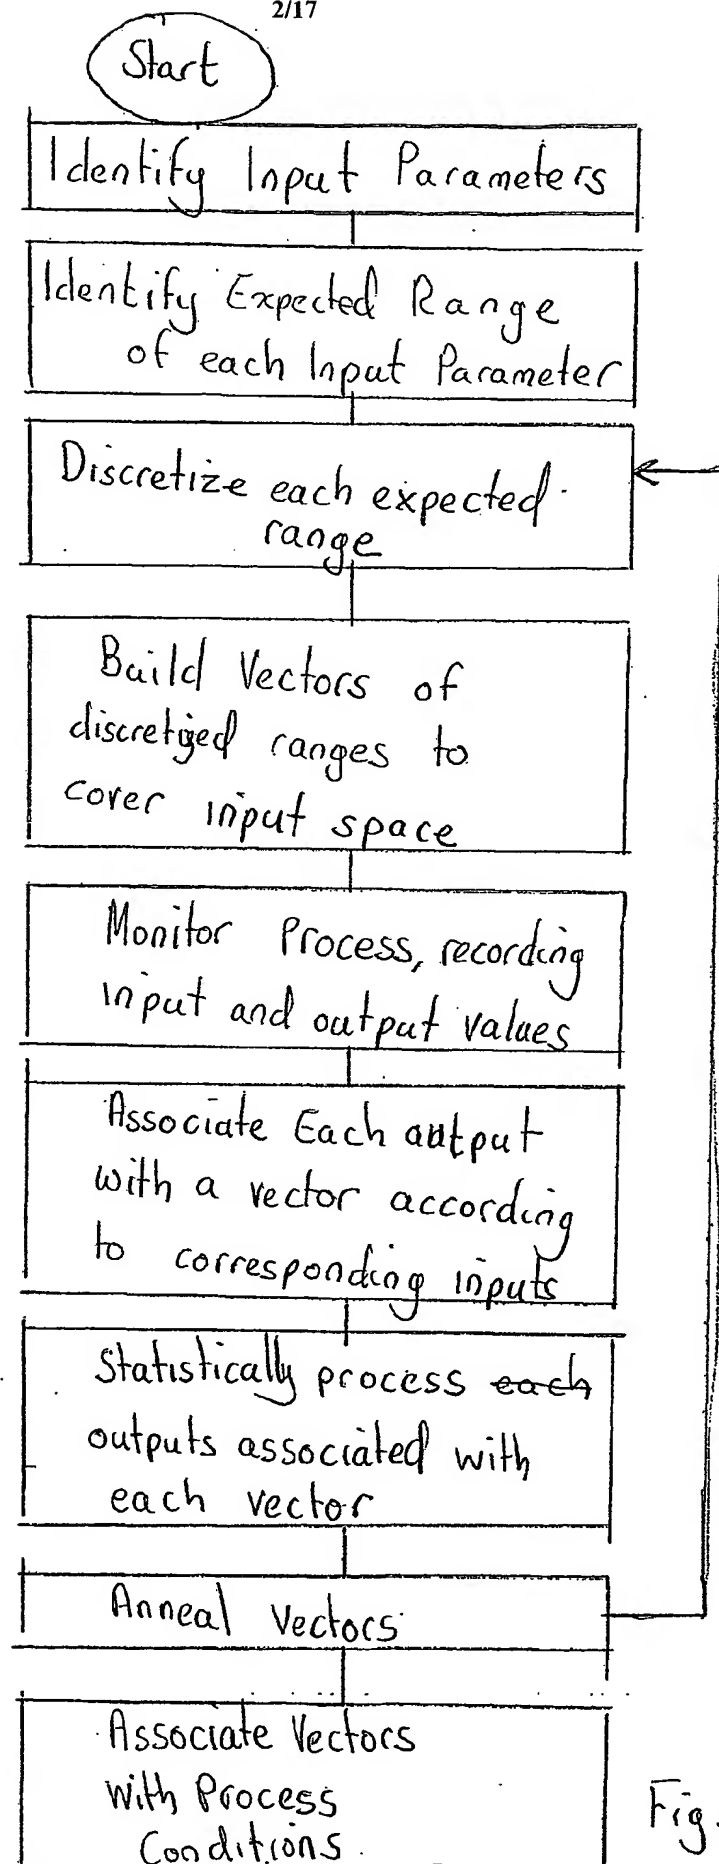 2/17
Start
Identify Input Parameters
Identify Expected Range
of each Input Parameter
Discretize each expected
range
Build Vectors of
discretized ranges to
cover input space
Monitor Process, recording
input and output values
Associate Each output
with a vector according
to corresponding inputs
Statistically process each
outputs associated with
each vector
Anneal Vectors
Associate Vectors
with Process
Conditions
Fig.